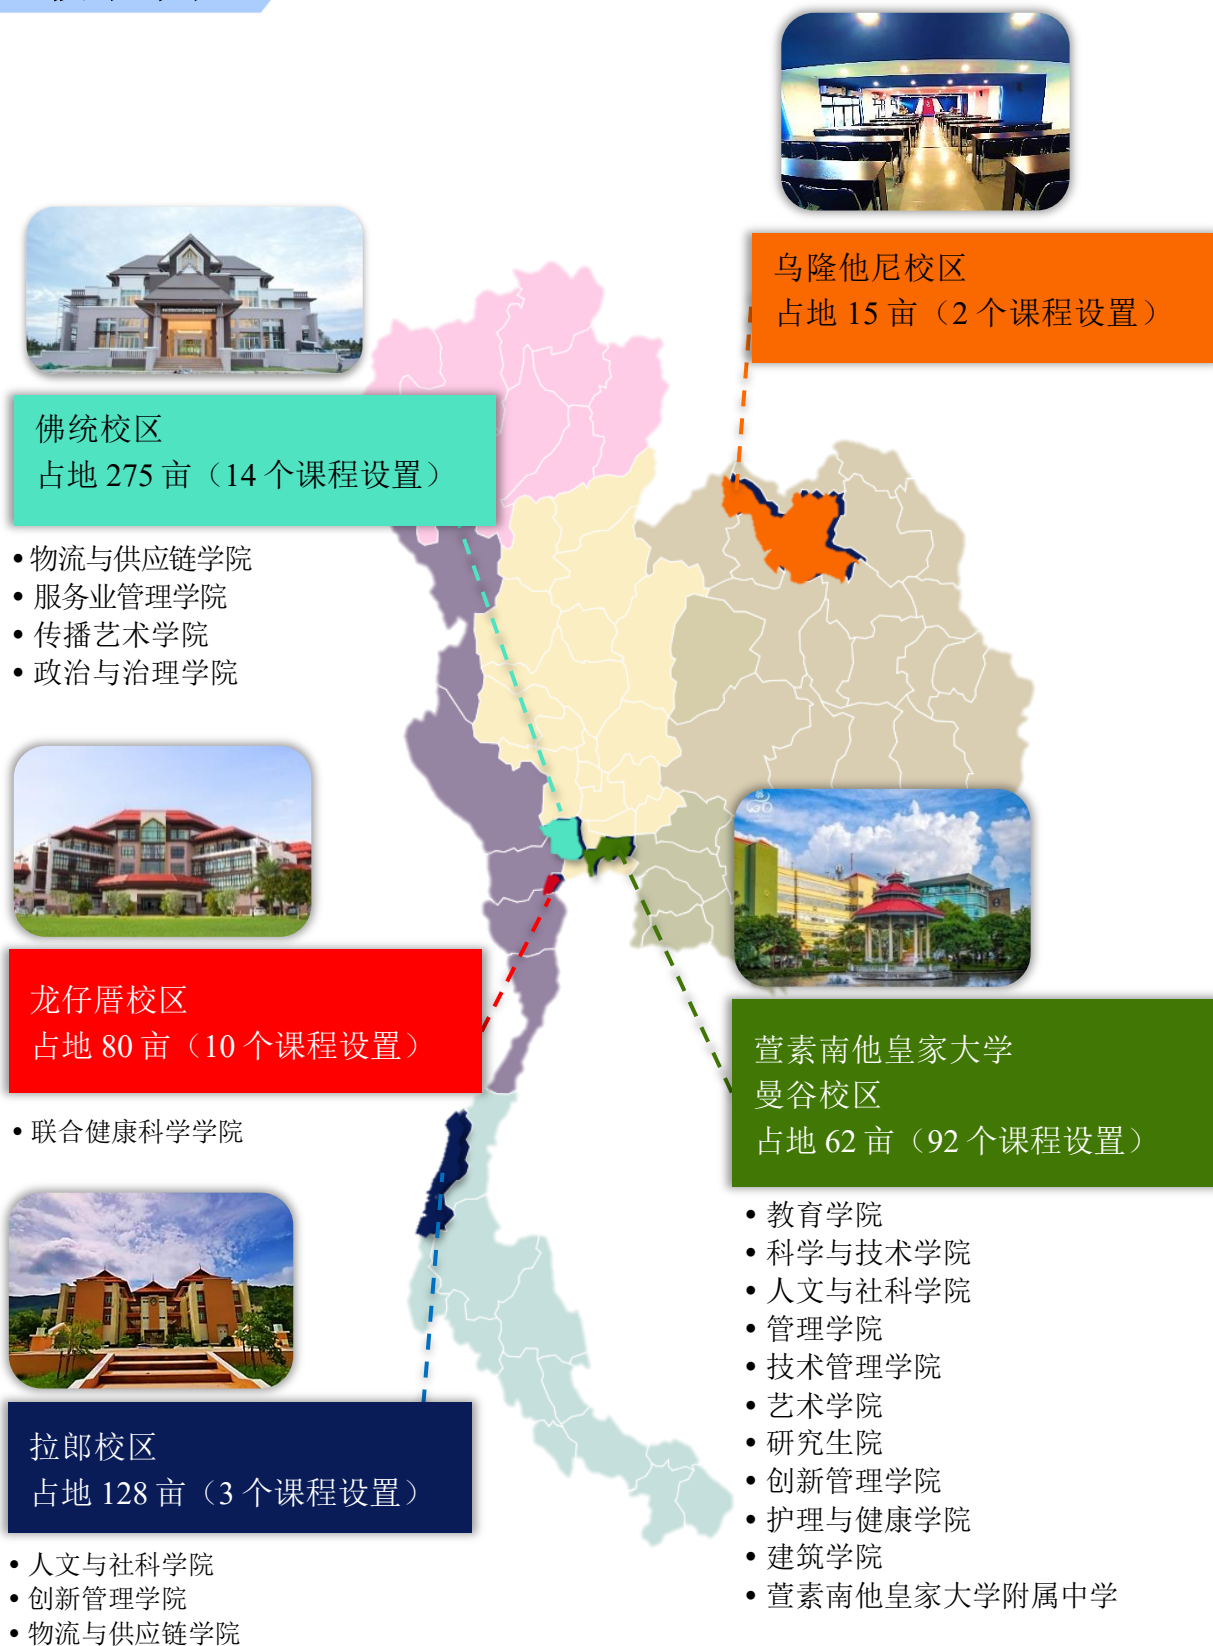 乌隆他尼校区
占地 15 亩（2 个课程设置）
佛统校区
占地 275 亩（14 个课程设置）
• 物流与供应链学院
• 服务业管理学院
• 传播艺术学院
• 政治与治理学院
龙仔厝校区
占地 80 亩（10 个课程设置）
• 联合健康科学学院
萱素南他皇家大学
曼谷校区
占地 62 亩（92 个课程设置）
• 教育学院
• 科学与技术学院
• 人文与社科学院
• 管理学院
• 技术管理学院
• 艺术学院
• 研究生院
• 创新管理学院
• 护理与健康学院
• 建筑学院
• 萱素南他皇家大学附属中学
拉郎校区
占地 128 亩（3 个课程设置）
• 人文与社科学院
• 创新管理学院
• 物流与供应链学院